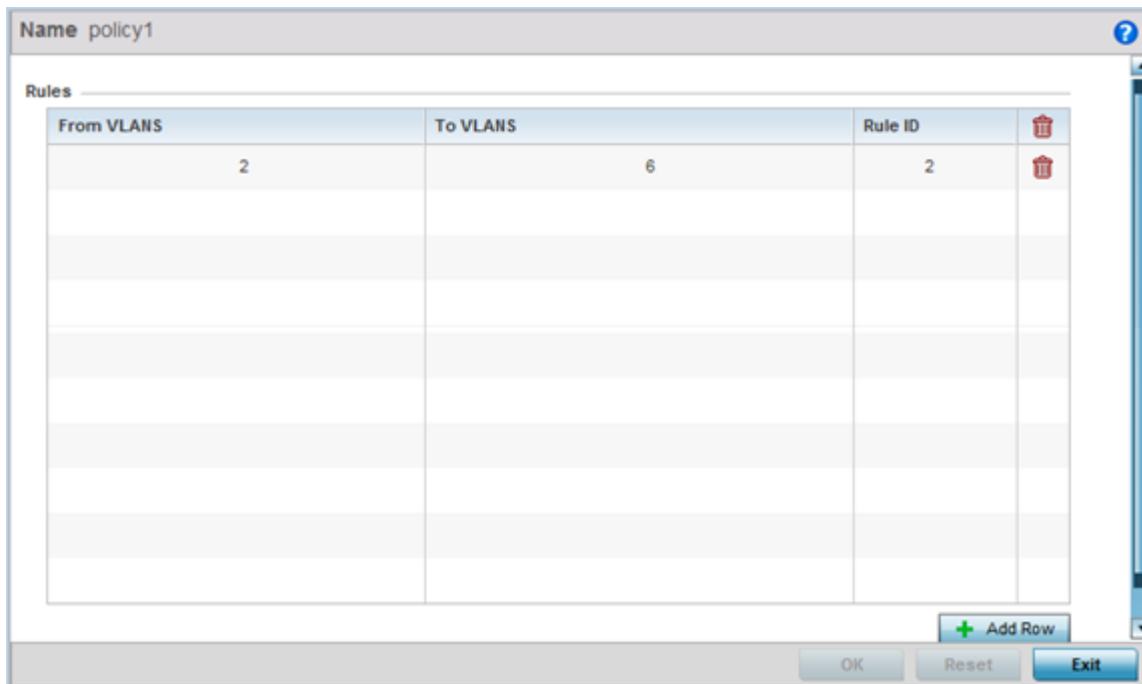 Name policy1
?
Rules
From VLANS To VLANS Rule ID
2 6 2
Add Row
OK Reset Exit